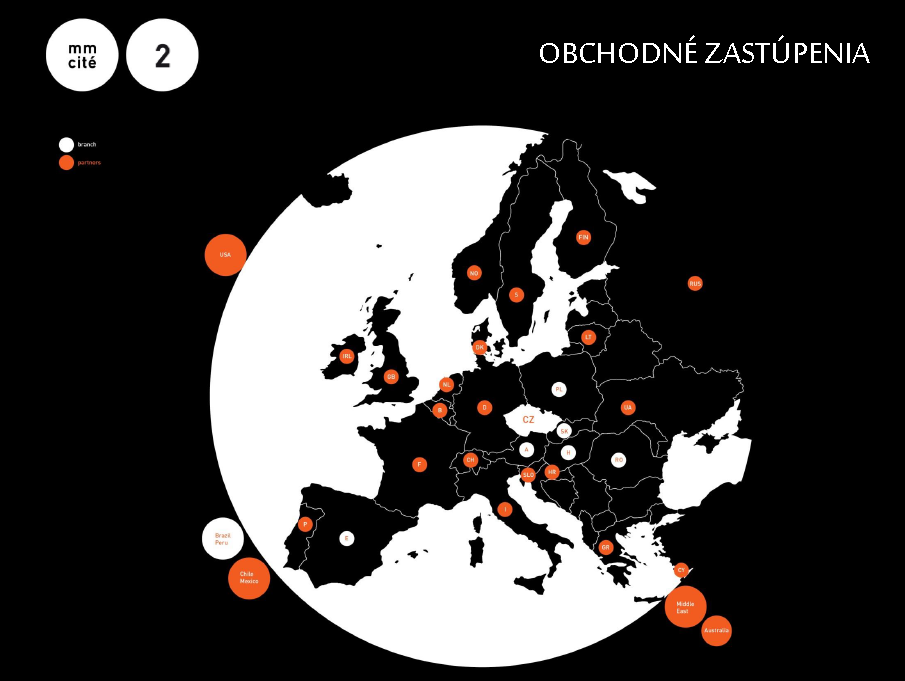 mm
cité
2
OBCHODNÉ ZASTÚPENIA
branch
partners
USA
FIN
NO
RUS
S
LT
DK
IRL
GB
NL
PL
B
D
UA
CZ
SK
A
H
F
CH
RO
SLO
HR
I
P
E
GR
Brazil
Peru
CY
Chile
Mexico
Middle
East
Australia